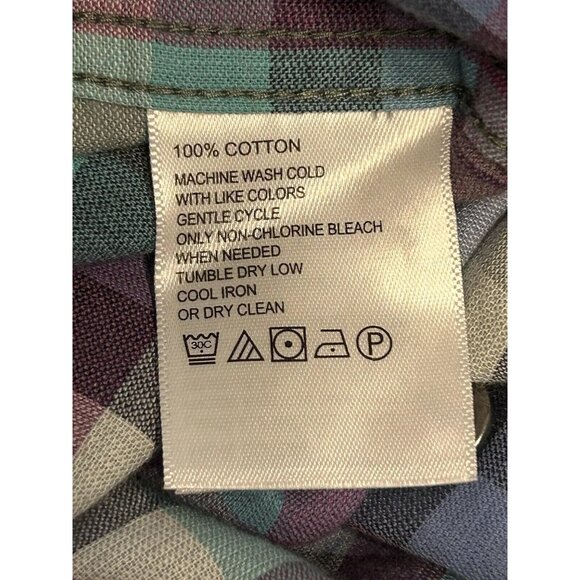 100% COTTON
MACHINE WASH COLD
WITH LIKE COLORS
GENTLE CYCLE
ONLY NON-CHLORINE BLEACH
WHEN NEEDED
TUMBLE DRY LOW
COOL IRON
OR DRY CLEAN
30C P